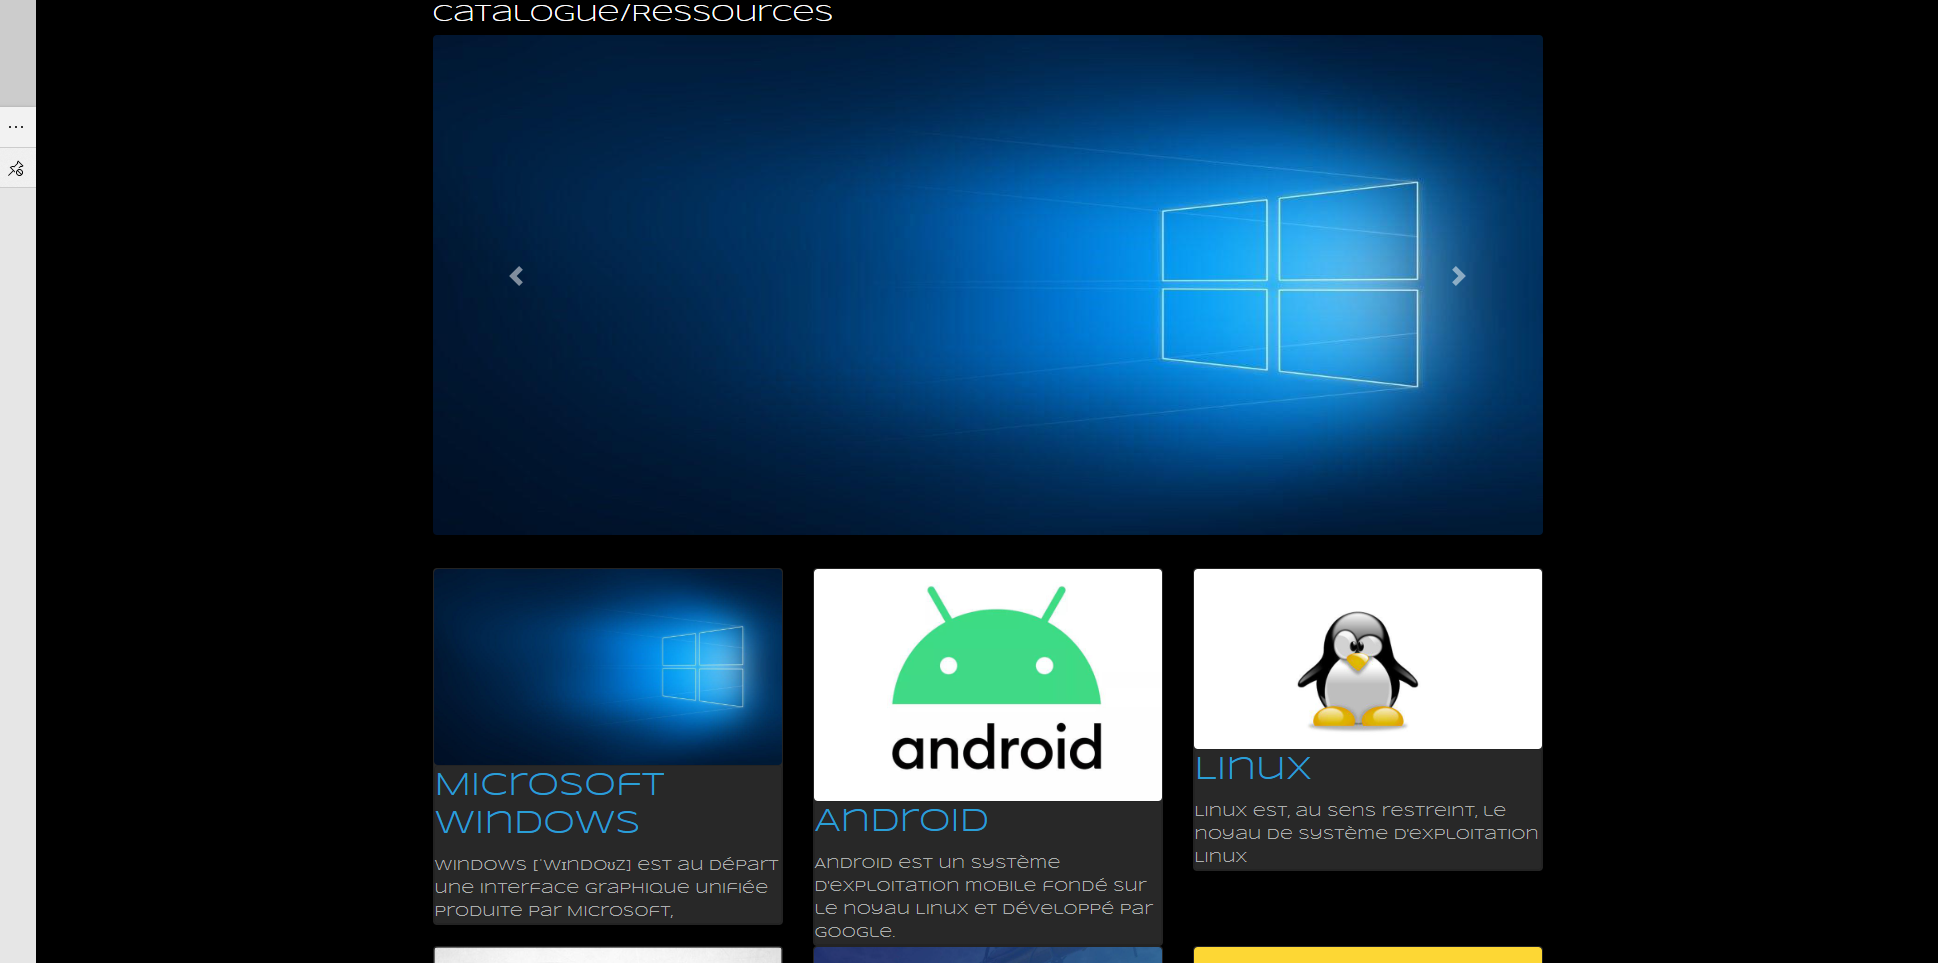 Catalogue/Ressources
Microsoft
Windows
Windows [ˈwɪndoʊz] est au départ
une interface graphique unifiée
produite par Microsoft,
android
Android
Android est un système
d'exploitation mobile fondé sur
le noyau Linux et développé par
Google.
Linux
Linux est, au sens restreint, le
noyau de système d'exploitation
Linux